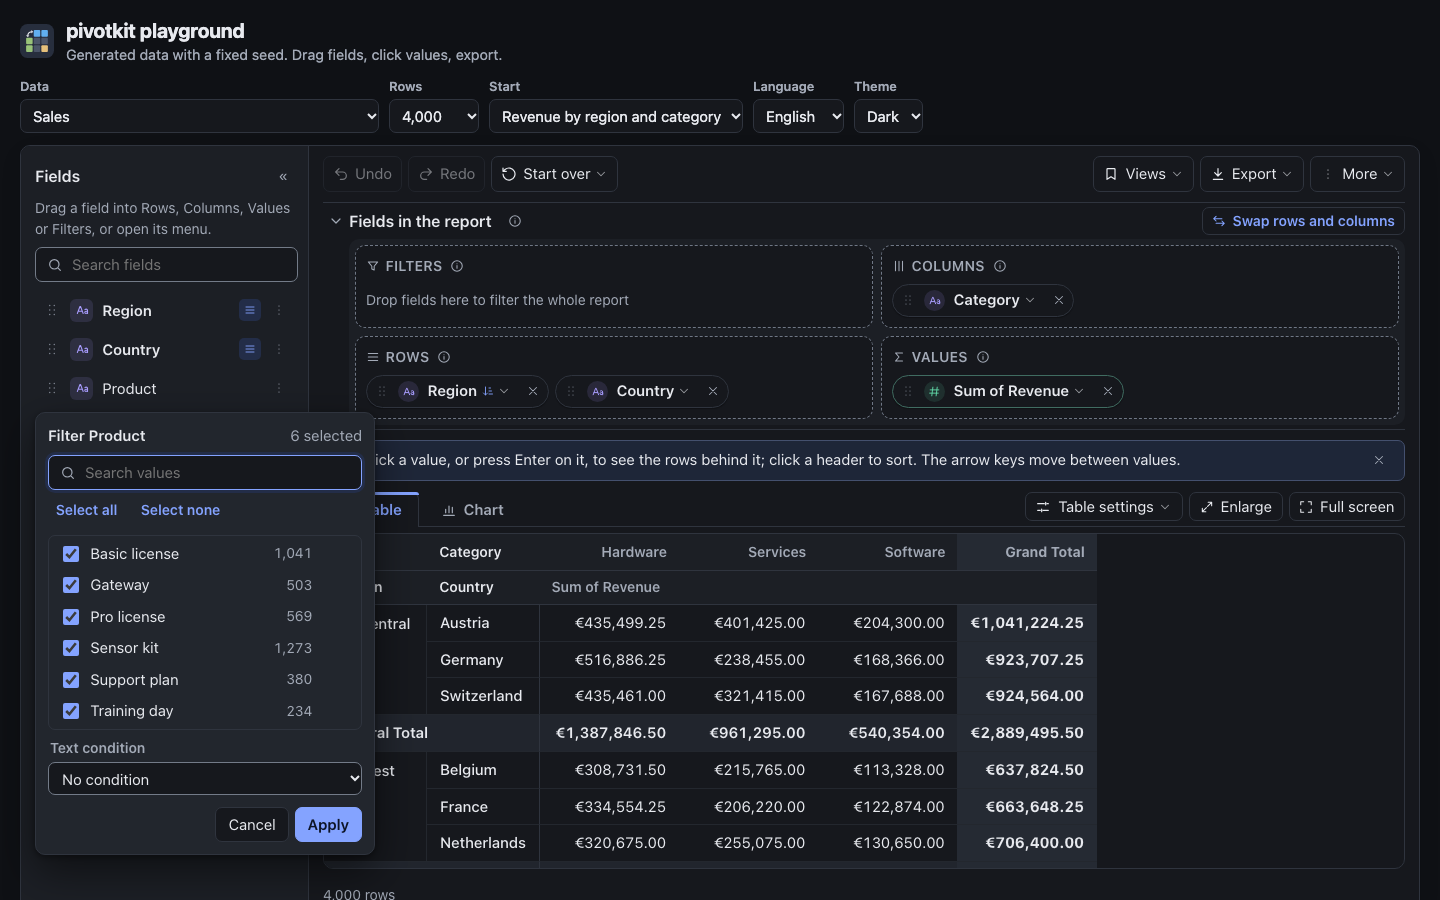 pivotkit playground
Generated data with a fixed seed. Drag fields, click values, export.
Data
Rows
Start
Language
Theme
Sales
4,000
Revenue by region and category
English
Dark
Fields
«
Drag a field into Rows, Columns, Values
or Filters, or open its menu.
Search fields
Aa Region
Aa Country
Aa Product
Filter Product
6 selected
Search values
Select all
Select none
Basic license 1,041
Gateway 503
Pro license 569
Sensor kit 1,273
Support plan 380
Training day 234
Text condition
No condition
Cancel
Apply
Undo
Redo
Start over
Views
Export
More
Fields in the report
Swap rows and columns
FILTERS
Drop fields here to filter the whole report
COLUMNS
Aa Category
ROWS
Aa Region
Aa Country
Σ VALUES
# Sum of Revenue
ick a value, or press Enter on it, to see the rows behind it; click a header to sort. The arrow keys move between values.
able
Chart
Table settings
Enlarge
Full screen
Category Hardware Services Software Grand Total
n Country Sum of Revenue
entral Austria €435,499.25 €401,425.00 €204,300.00 €1,041,224.25
Germany €516,886.25 €238,455.00 €168,366.00 €923,707.25
Switzerland €435,461.00 €321,415.00 €167,688.00 €924,564.00
ral Total €1,387,846.50 €961,295.00 €540,354.00 €2,889,495.50
est Belgium €308,731.50 €215,765.00 €113,328.00 €637,824.50
France €334,554.25 €206,220.00 €122,874.00 €663,648.25
Netherlands €320,675.00 €255,075.00 €130,650.00 €706,400.00
4,000 rows